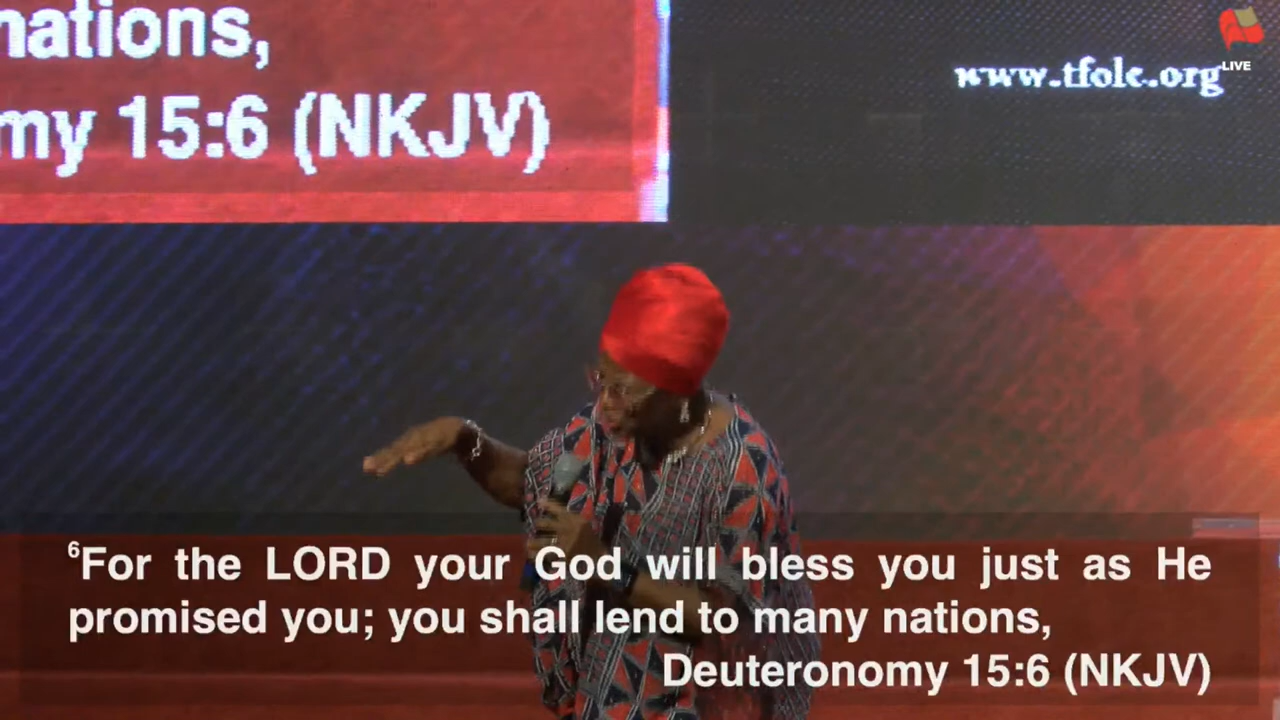 nations,
my 15:6 (NKJV)
www.tfolc.org
LIVE
⁶For the LORD your God will bless you just as He
promised you; you shall lend to many nations,
Deuteronomy 15:6 (NKJV)